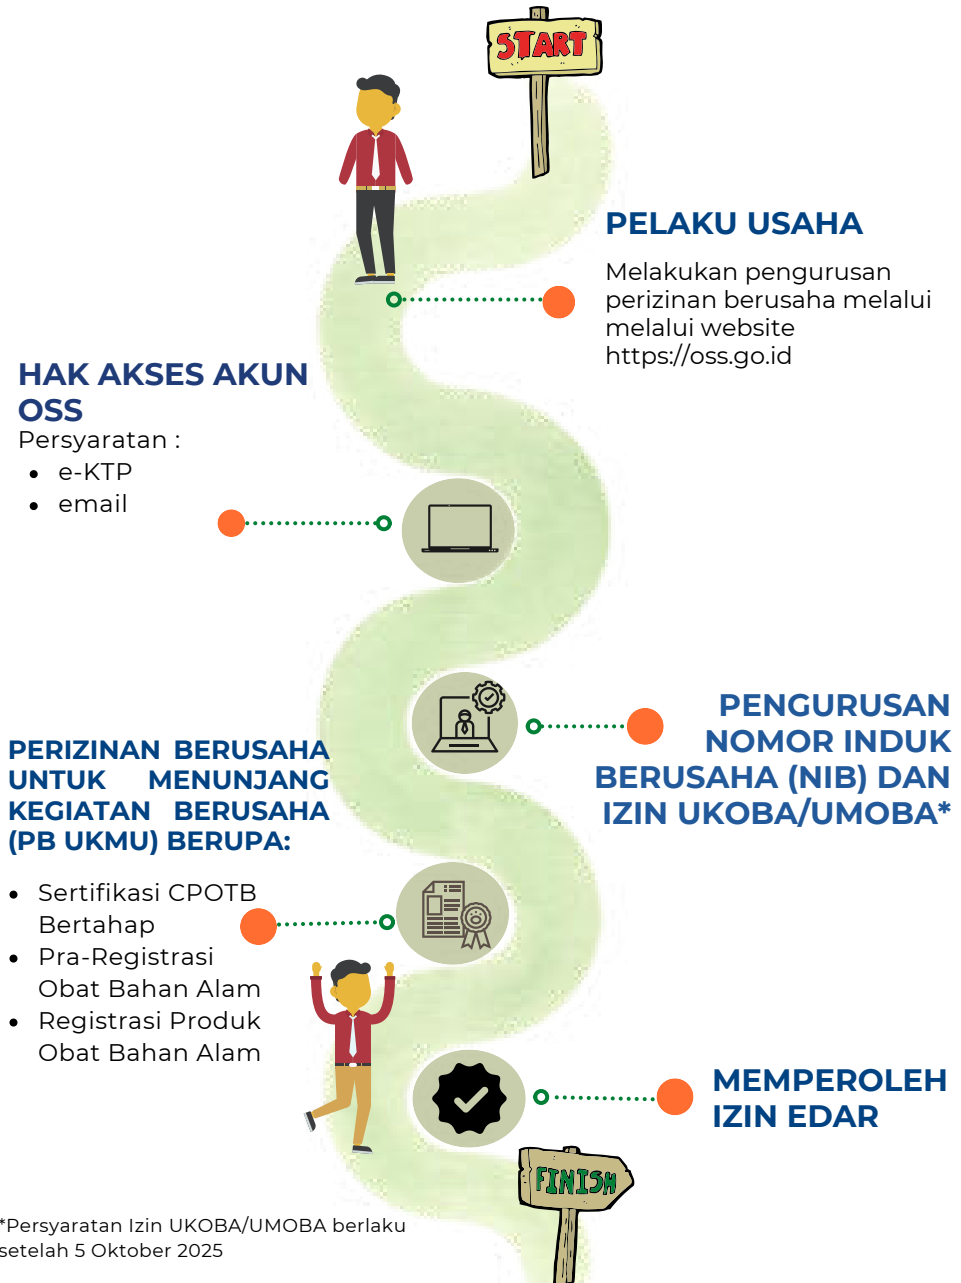 START
PELAKU USAHA
Melakukan pengurusan
perizinan berusaha melalui
melalui website
https://oss.go.id
HAK AKSES AKUN
OSS
Persyaratan :
• e-KTP
• email
PENGURUSAN
NOMOR INDUK
BERUSAHA (NIB) DAN
IZIN UKOBA/UMOBA*
PERIZINAN BERUSAHA
UNTUK MENUNJANG
KEGIATAN BERUSAHA
(PB UKMU) BERUPA:
• Sertifikasi CPOTB
Bertahap
• Pra-Registrasi
Obat Bahan Alam
• Registrasi Produk
Obat Bahan Alam
MEMPEROLEH
IZIN EDAR
FINISH
*Persyaratan Izin UKOBA/UMOBA berlaku
setelah 5 Oktober 2025